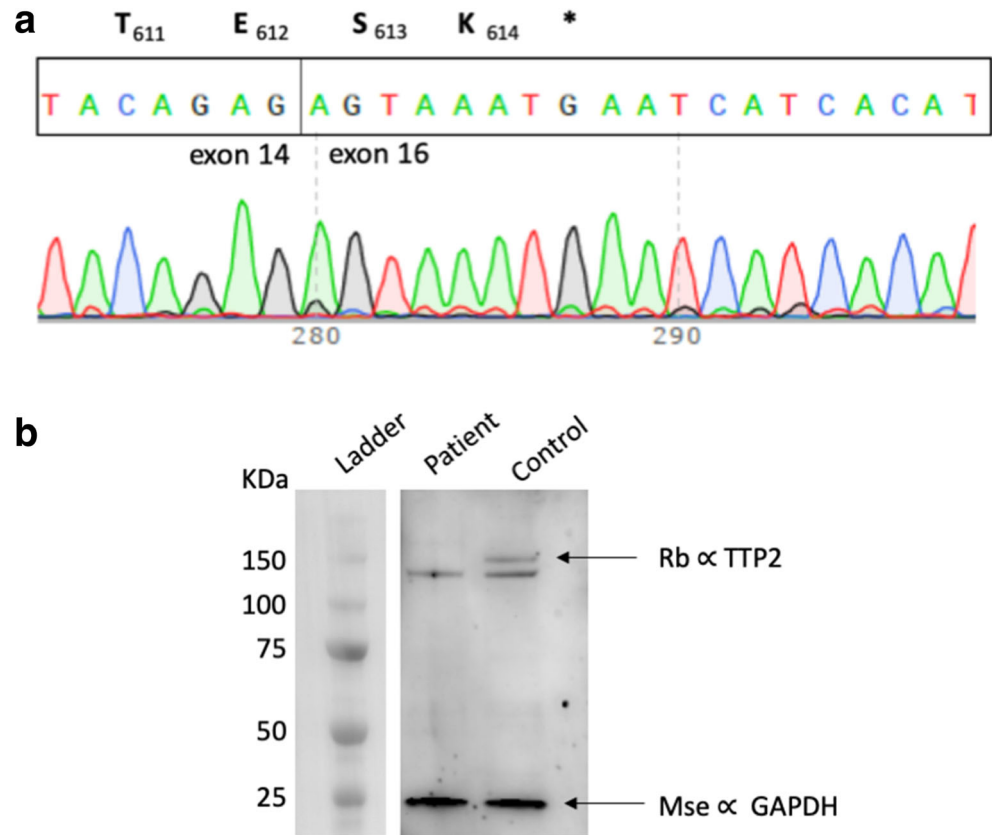 a
T611 E612 S613 K614 *
T A C A G A G A G T A A A T G A A T C A T C A C A T
exon 14 exon 16
280 290
b
Ladder Patient Control
KDa
150
100
75
50
25
Rb ∝ TTP2
Mse ∝ GAPDH